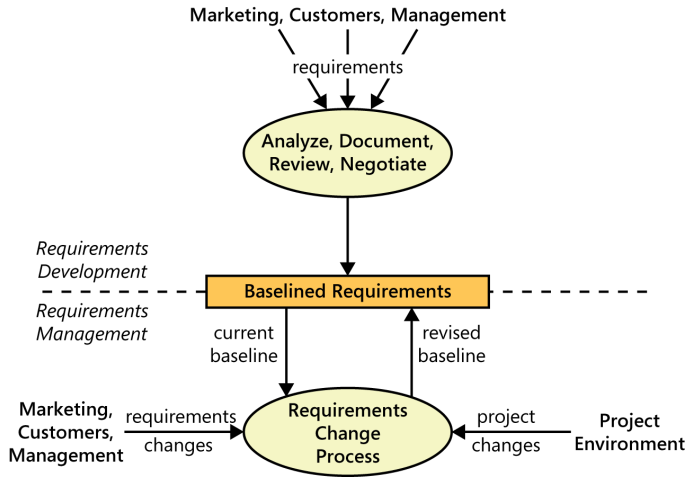 Marketing, Customers, Management
requirements
Analyze, Document,
Review, Negotiate
Requirements
Development
Baselined Requirements
Requirements
Management
current
baseline
revised
baseline
Marketing,
Customers,
Management
requirements
changes
Requirements
Change
Process
project
changes
Project
Environment